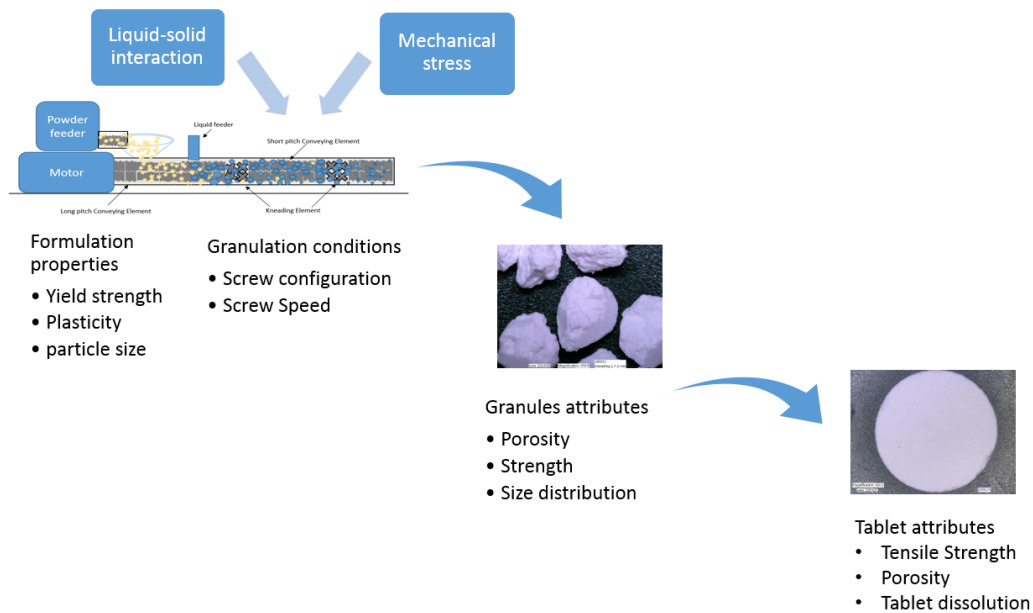 Liquid-solid
interaction
Mechanical
stress
Powder
feeder
Liquid feeder
Short pitch Conveying Element
Motor
Long pitch Conveying Element
Kneading Element
Formulation
properties
• Yield strength
• Plasticity
• particle size
Granulation conditions
• Screw configuration
• Screw Speed
Granules attributes
• Porosity
• Strength
• Size distribution
Tablet attributes
• Tensile Strength
• Porosity
• Tablet dissolution